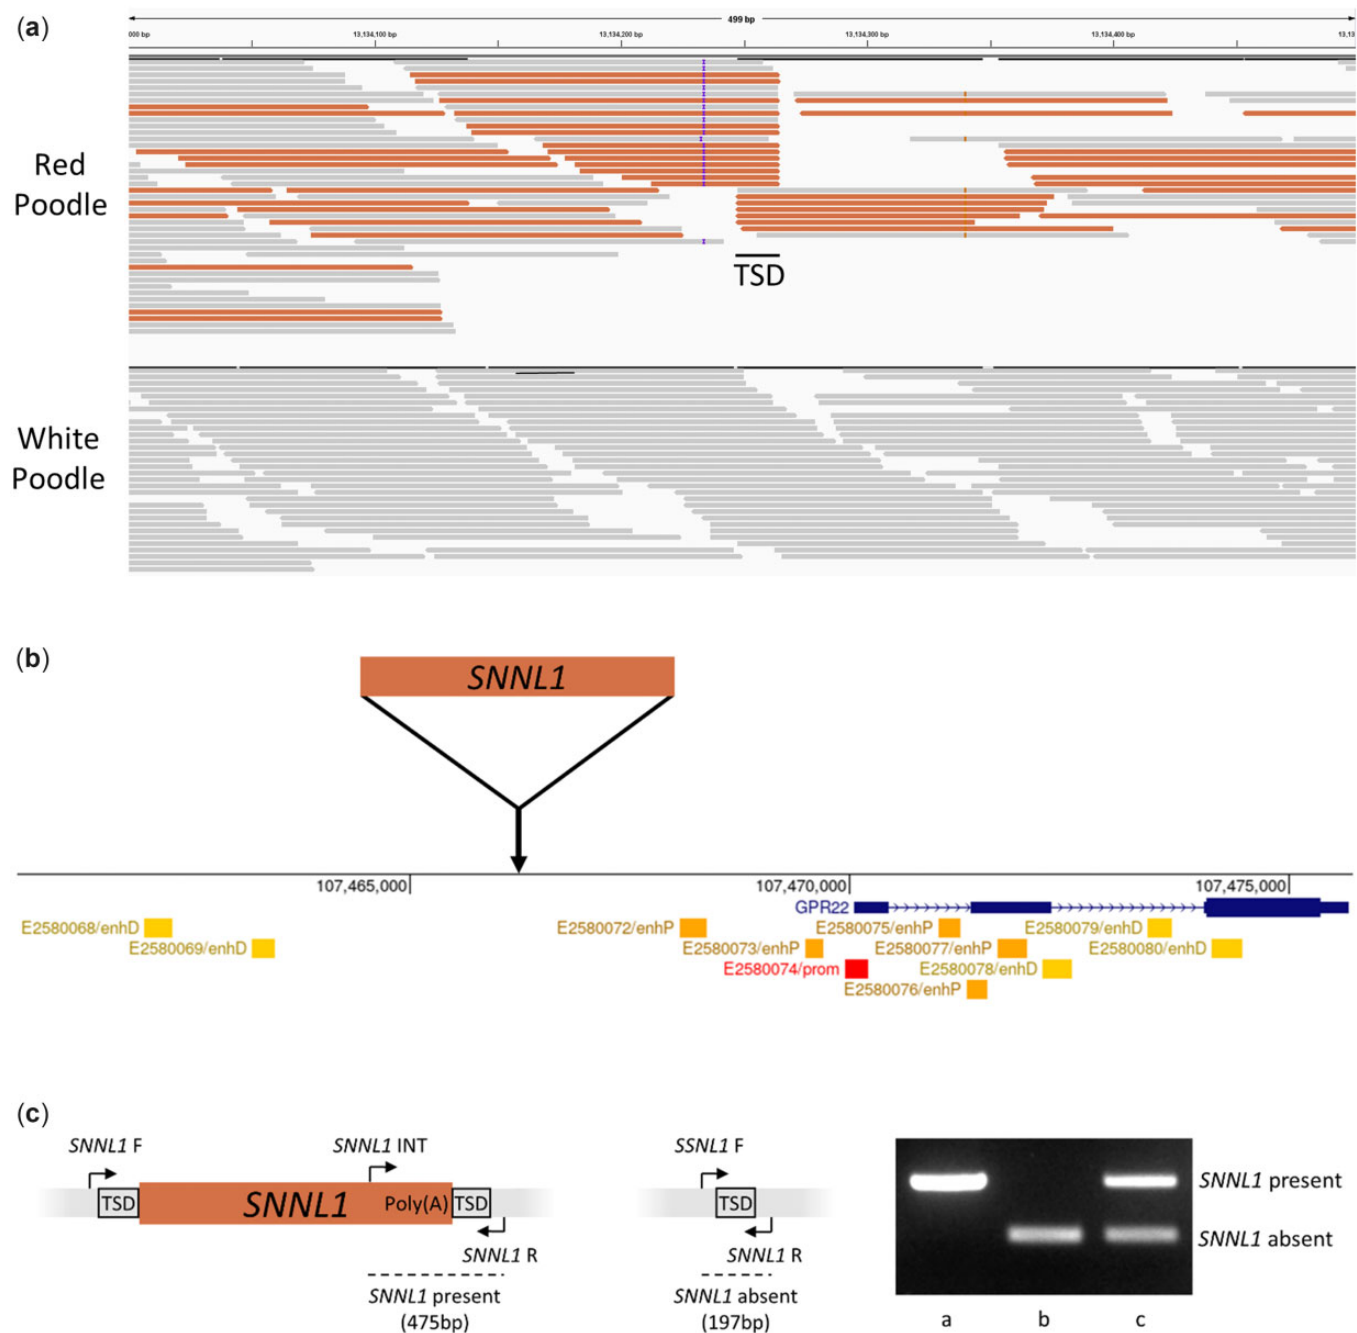 (a)
499 bp
000 bp 13,134,100 bp 13,134,200 bp 13,134,300 bp 13,134,400 bp 13,13
Red
Poodle
TSD
White
Poodle
(b)
SNNL1
107,465,000 107,470,000 107,475,000
GPR22
E2580068/enhD E2580072/enhP E2580075/enhP E2580079/enhD
E2580069/enhD E2580073/enhP E2580077/enhP E2580080/enhD
E2580074/prom E2580078/enhD
E2580076/enhP
(c)
SNNL1 F SNNL1 INT SSNL1 F
TSD SNNL1 Poly(A) TSD TSD
SNNL1 R SNNL1 R
SNNL1 present
(475bp)
SNNL1 absent
(197bp)
SNNL1 present
SNNL1 absent
a b c